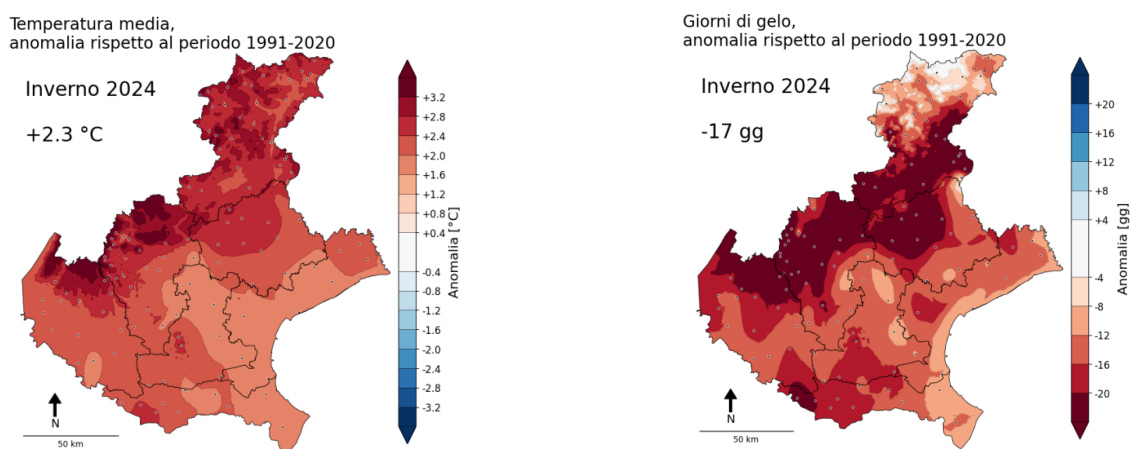 Temperatura media,
anomalia rispetto al periodo 1991-2020
Inverno 2024
+2.3 °C
+3.2
+2.8
+2.4
+2.0
+1.6
+1.2
+0.8
+0.4
-0.4
-0.8
-1.2
-1.6
-2.0
-2.4
-2.8
-3.2
Anomalia [°C]
N
50 km
Giorni di gelo,
anomalia rispetto al periodo 1991-2020
Inverno 2024
-17 gg
+20
+16
+12
+8
+4
-4
-8
-12
-16
-20
Anomalia [gg]
N
50 km